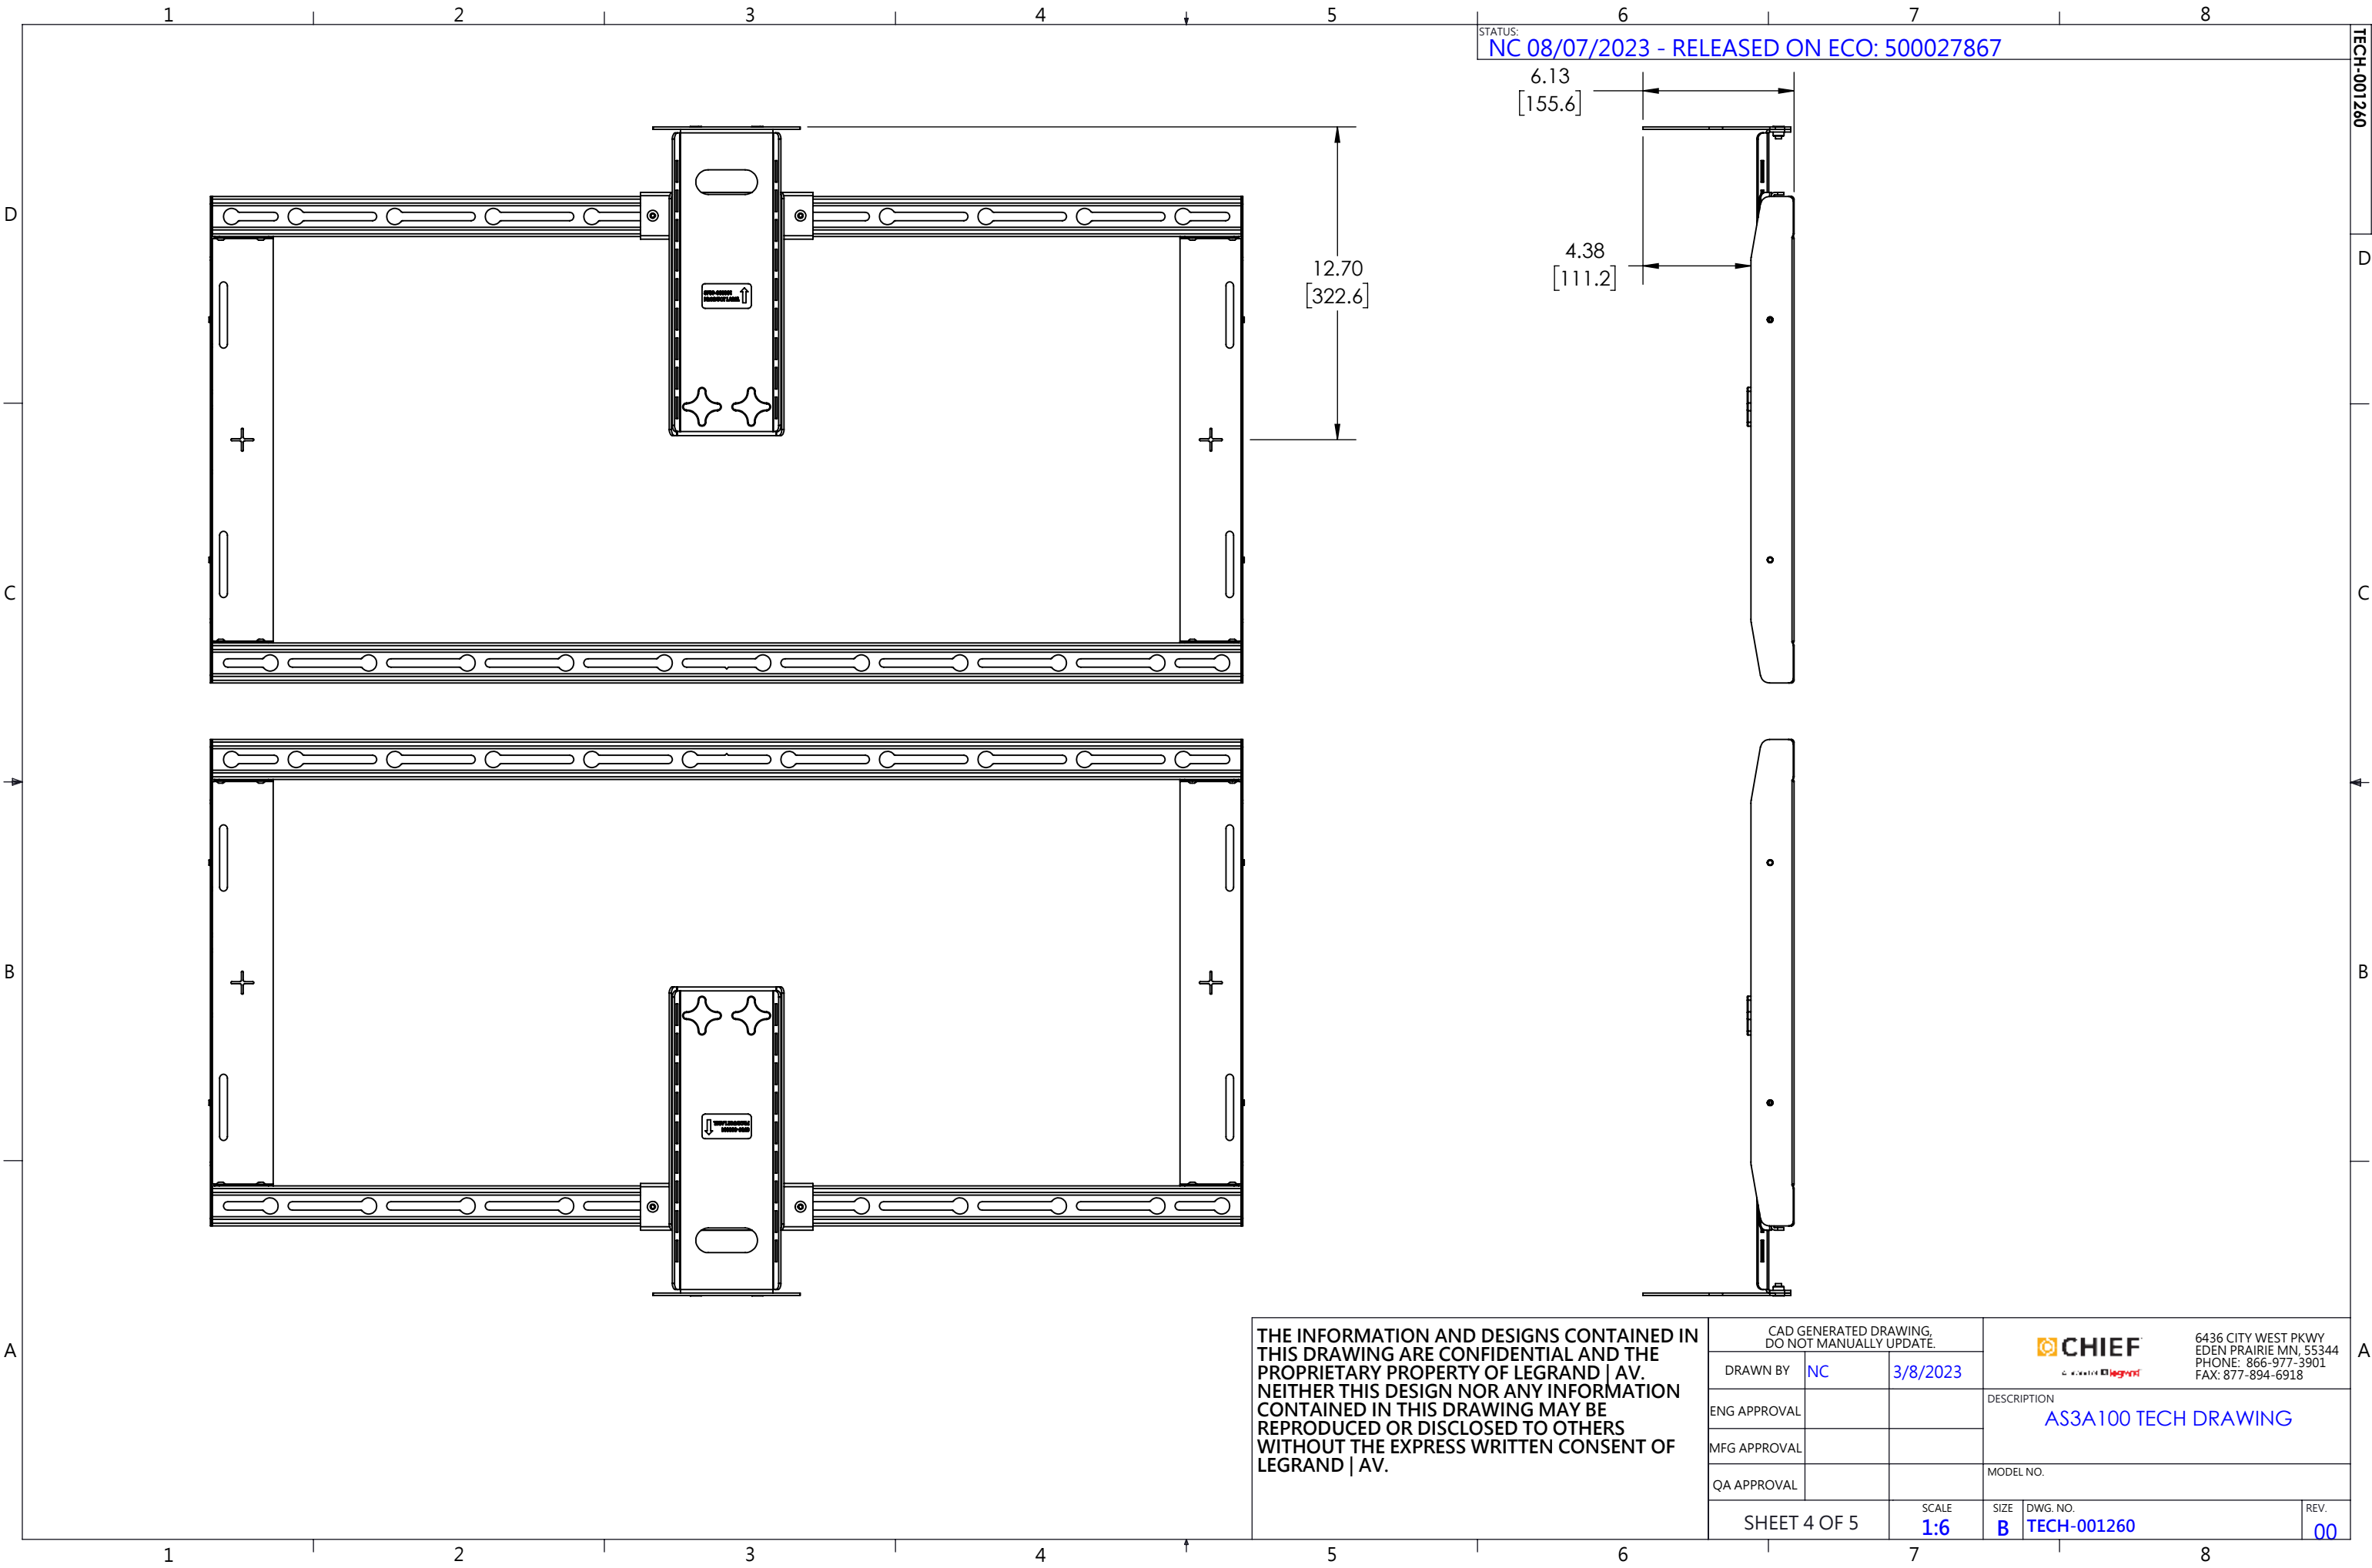 1 2 3 4 5 6 7 8
STATUS:
NC 08/07/2023 - RELEASED ON ECO: 500027867
TECH-001260
6.13
[155.6]
D
D
4.38
[111.2]
12.70
[322.6]
C
C
B
B
A
A
THE INFORMATION AND DESIGNS CONTAINED IN
THIS DRAWING ARE CONFIDENTIAL AND THE
PROPRIETARY PROPERTY OF LEGRAND | AV.
NEITHER THIS DESIGN NOR ANY INFORMATION
CONTAINED IN THIS DRAWING MAY BE
REPRODUCED OR DISCLOSED TO OTHERS
WITHOUT THE EXPRESS WRITTEN CONSENT OF
LEGRAND | AV.
CAD GENERATED DRAWING,
DO NOT MANUALLY UPDATE.
DRAWN BY NC 3/8/2023
ENG APPROVAL
MFG APPROVAL
QA APPROVAL
SHEET 4 OF 5
SCALE
1:6
CHIEF
legrand
6436 CITY WEST PKWY
EDEN PRAIRIE MN, 55344
PHONE: 866-977-3901
FAX: 877-894-6918
DESCRIPTION
AS3A100 TECH DRAWING
MODEL NO.
SIZE
B
DWG. NO.
TECH-001260
REV.
00
1 2 3 4 5 6 7 8